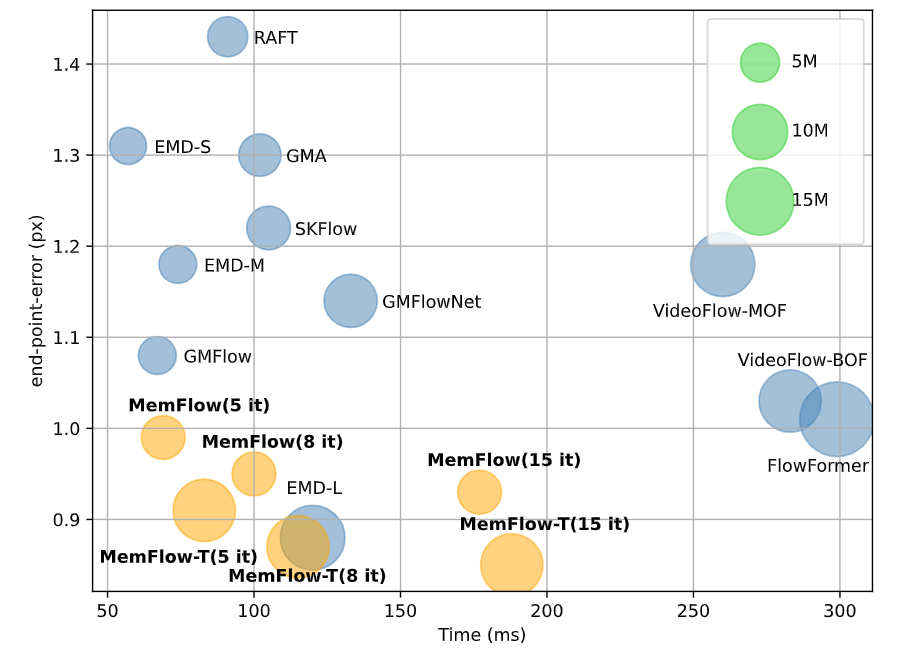 RAFT
5M
1.4
10M
EMD-S
1.3
GMA
15M
SKFlow
1.2
EMD-M
GMFlowNet
VideoFlow-MOF
end-point-error (px)
1.1
GMFlow
VideoFlow-BOF
MemFlow(5 it)
1.0
MemFlow(8 it)
MemFlow(15 it)
FlowFormer
EMD-L
0.9
MemFlow-T(15 it)
MemFlow-T(5 it)
MemFlow-T(8 it)
50 100 150 200 250 300
Time (ms)